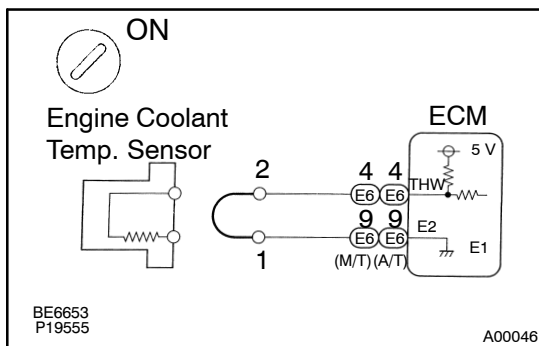 ON
Engine Coolant
Temp. Sensor
ECM
5 V
2 4 4 THW
E6 E6
9 9 E2
E6 E6
1 (M/T) (A/T) E1
BE6653
P19555
A00046